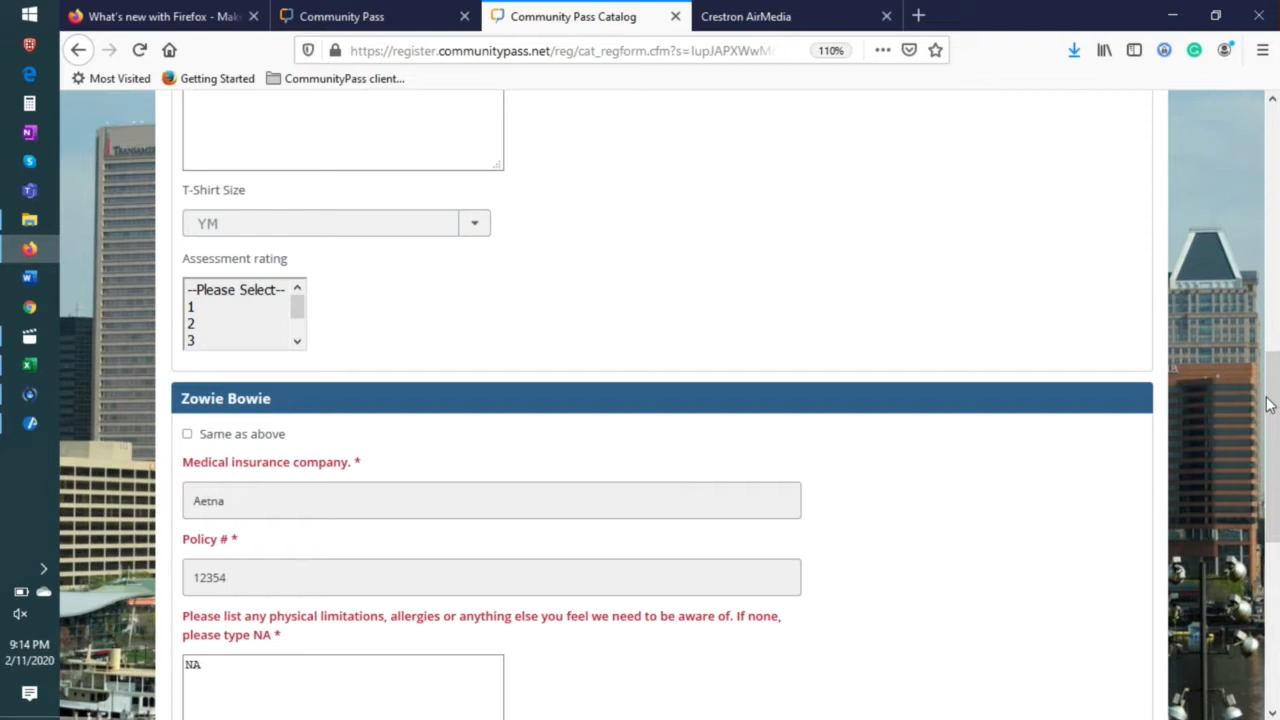 What's new with Firefox - Mak
Community Pass
Community Pass Catalog
Crestron AirMedia
https://register.communitypass.net/reg/cat_regform.cfm?s=IupJAPXWwM
110%
Most Visited
Getting Started
CommunityPass client...
T-Shirt Size
YM
Assessment rating
--Please Select--
1
2
3
Zowie Bowie
Same as above
Medical insurance company. *
Aetna
Policy # *
12354
Please list any physical limitations, allergies or anything else you feel we need to be aware of. If none,
please type NA *
NA
9:14 PM
2/11/2020